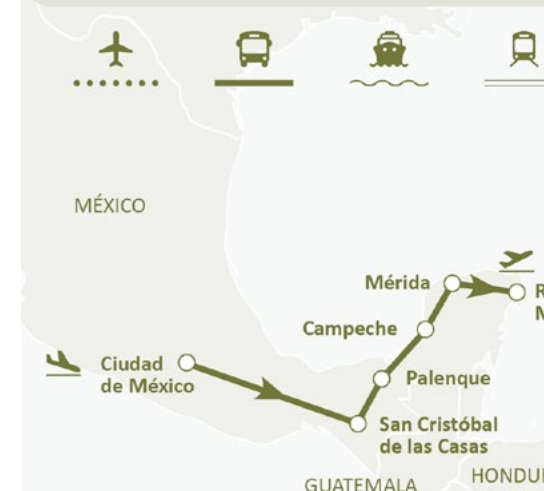 MÉXICO
Mérida
Campeche
Ciudad
de México
Palenque
San Cristóbal
de las Casas
GUATEMALA